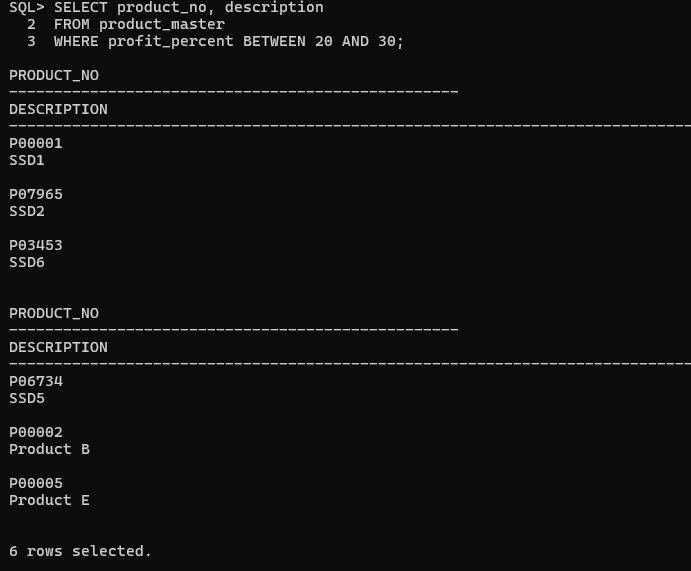 SQL> SELECT product_no, description
  2  FROM product_master
  3  WHERE profit_percent BETWEEN 20 AND 30;
PRODUCT_NO
--------------------------------------------------
DESCRIPTION
----------------------------------------------------------------------------
P00001
SSD1
P07965
SSD2
P03453
SSD6
PRODUCT_NO
--------------------------------------------------
DESCRIPTION
----------------------------------------------------------------------------
P06734
SSD5
P00002
Product B
P00005
Product E
6 rows selected.